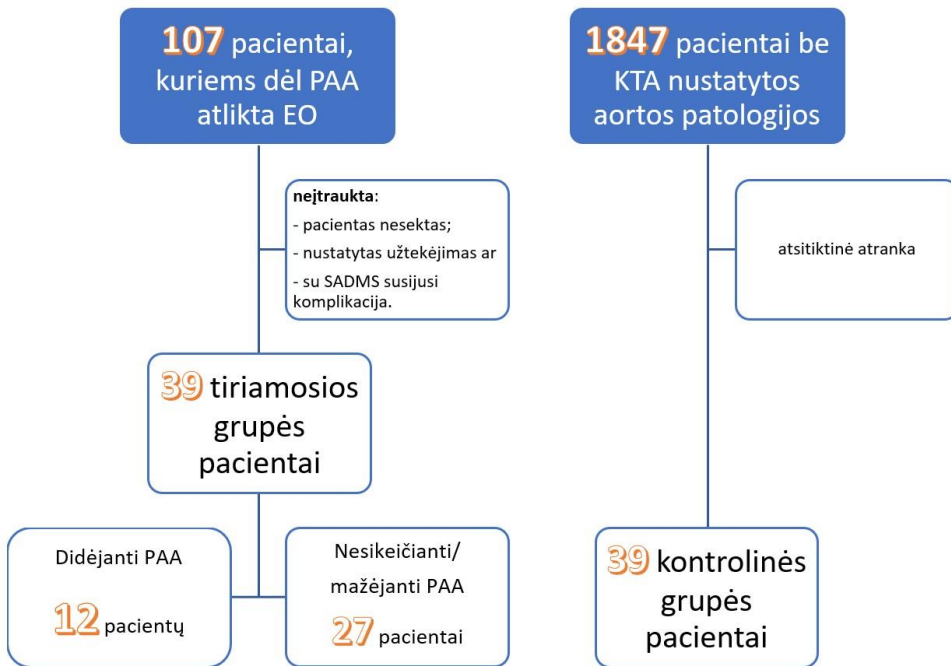 107 pacientai,
kuriems dėl PAA
atlikta EO
1847 pacientai be
KTA nustatytos
aortos patologijos
neįtraukta:
- pacientas nesektas;
- nustatytas užtekėjimas ar
- su SADMS susijusi
komplikacija.
atsitiktinė atranka
39 tiriamosios
grupės
pacientai
Didėjanti PAA
12 pacientų
Nesikeičianti/
mažėjanti PAA
27 pacientai
39 kontrolinės
grupės
pacientai